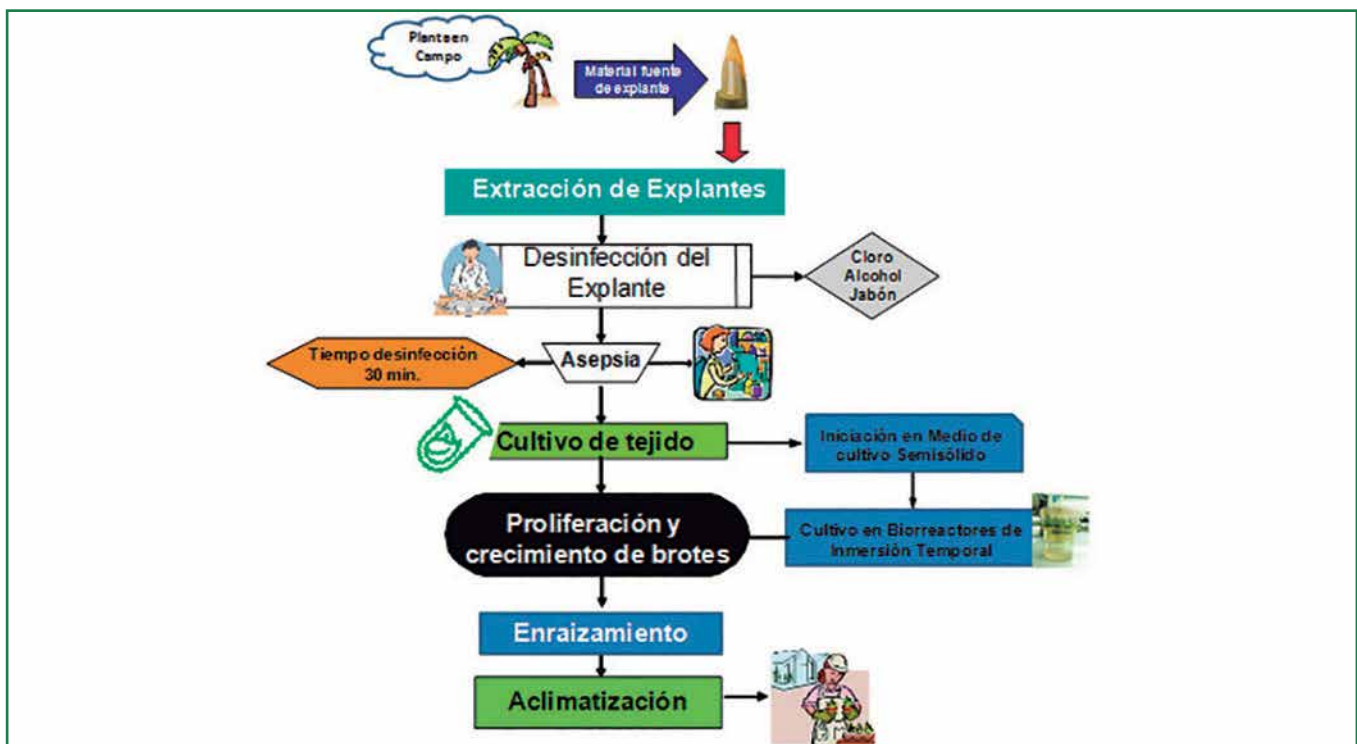 Planta en
Campo
Material fuente
de explante
Extracción de Explantes
Desinfección del
Explante
Cloro
Alcohol
Jabón
Tiempo desinfección
30 min.
Asepsia
Cultivo de tejido
Iniciación en Medio de
cultivo Semisólido
Proliferación y
crecimiento de brotes
Cultivo en Biorreactores de
Inmersión Temporal
Enraizamiento
Aclimatización